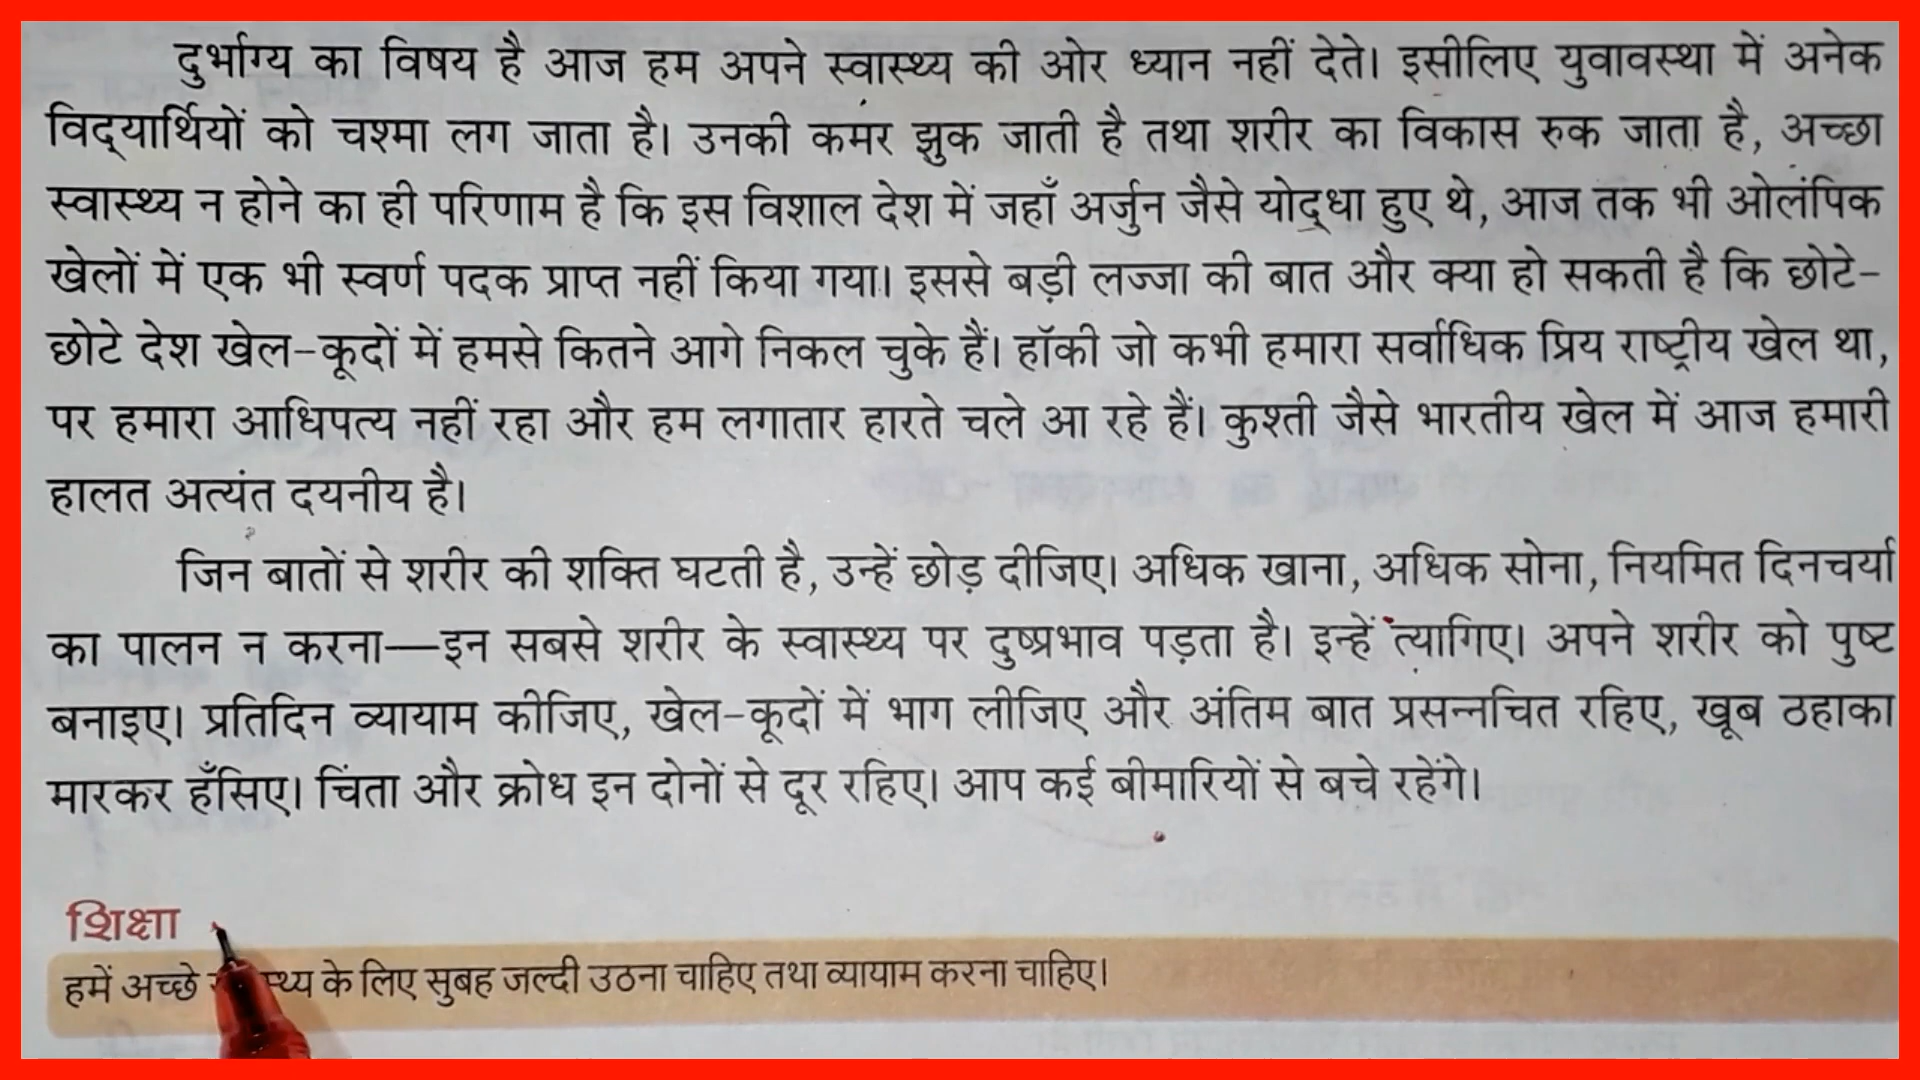 दुर्भाग्य का विषय है आज हम अपने स्वास्थ्य की ओर ध्यान नहीं देते। इसीलिए युवावस्था में अनेक
विद्‌यार्थियों को चश्मा लग जाता है। उनकी कमर झुक जाती है तथा शरीर का विकास रुक जाता है, अच्छा
स्वास्थ्य न होने का ही परिणाम है कि इस विशाल देश में जहाँ अर्जुन जैसे योद्‌धा हुए थे, आज तक भी ओलंपिक
खेलों में एक भी स्वर्ण पदक प्राप्त नहीं किया गया। इससे बड़ी लज्जा की बात और क्या हो सकती है कि छोटे-
छोटे देश खेल-कूदों में हमसे कितने आगे निकल चुके हैं। हॉकी जो कभी हमारा सर्वाधिक प्रिय राष्ट्रीय खेल था,
पर हमारा आधिपत्य नहीं रहा और हम लगातार हारते चले आ रहे हैं। कुश्ती जैसे भारतीय खेल में आज हमारी
हालत अत्यंत दयनीय है।
जिन बातों से शरीर की शक्ति घटती है, उन्हें छोड़ दीजिए। अधिक खाना, अधिक सोना, नियमित दिनचर्या
का पालन न करना—इन सबसे शरीर के स्वास्थ्य पर दुष्प्रभाव पड़ता है। इन्हें त्यागिए। अपने शरीर को पुष्ट
बनाइए। प्रतिदिन व्यायाम कीजिए, खेल-कूदों में भाग लीजिए और अंतिम बात प्रसन्नचित रहिए, खूब ठहाका
मारकर हँसिए। चिंता और क्रोध इन दोनों से दूर रहिए। आप कई बीमारियों से बचे रहेंगे।
शिक्षा
हमें अच्छे के लिए सुबह जल्दी उठना चाहिए तथा व्यायाम करना चाहिए।